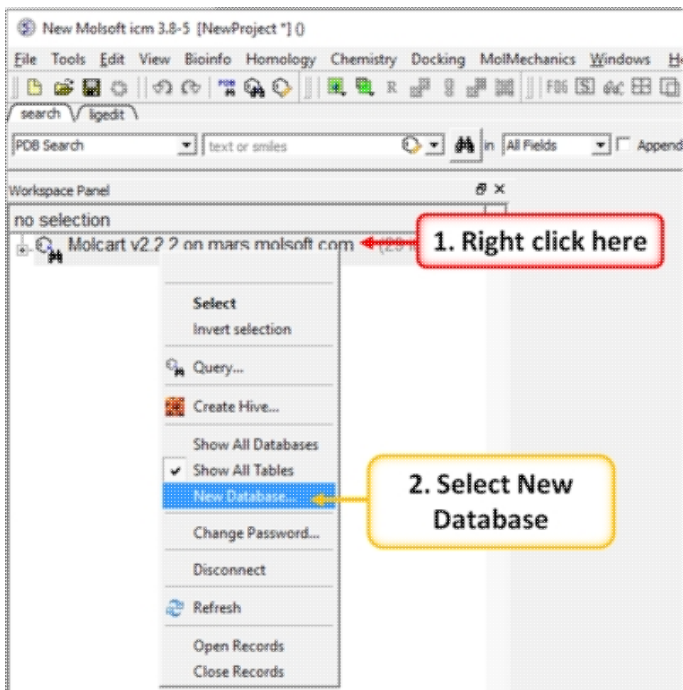 New Molsoft icm 3.8-5 [NewProject *] ()
File Tools Edit View Bioinfo Homology Chemistry Docking MolMechanics Windows
search ligedit
PDB Search text or smiles in All Fields Append
Workspace Panel
no selection
Molcart v2.2.2 on mars.molsoft.com
1. Right click here
Select
Invert selection
Query...
Create Hive...
Show All Databases
Show All Tables
New Database...
2. Select New
Database
Change Password...
Disconnect
Refresh
Open Records
Close Records